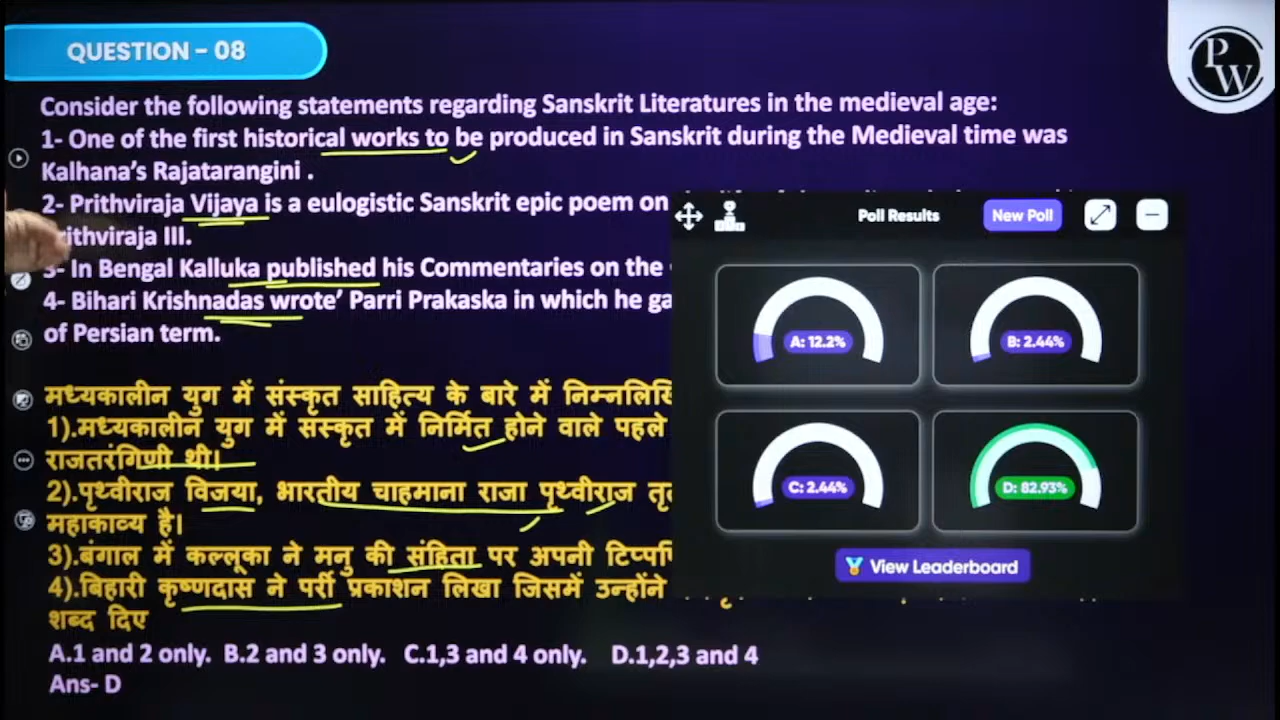 QUESTION - 08
PW
Consider the following statements regarding Sanskrit Literatures in the medieval age:
1- One of the first historical works to be produced in Sanskrit during the Medieval time was
Kalhana's Rajatarangini .
2- Prithviraja Vijaya is a eulogistic Sanskrit epic poem on
rithviraja III.
3- In Bengal Kalluka published his Commentaries on the
4- Bihari Krishnadas wrote' Parri Prakaska in which he ga
of Persian term.
मध्यकालीन युग में संस्कृत साहित्य के बारे में
1).मध्यकालीन युग में संस्कृत में निर्मित होने वाले पहले
राजतरंगिणी थी।
2).पृथ्वीराज विजया, भारतीय चाहमाना राजा पृथ्वीराज
महाकाव्य है।
3).बंगाल में कल्लूका ने मनु की संहिता पर अपनी
4).बिहारी कृष्णदास ने पर्री प्रकाशन लिखा जिसमें उन्होंने
शब्द दिए
A.1 and 2 only. B.2 and 3 only. C.1,3 and 4 only. D.1,2,3 and 4
Ans- D
Poll Results
New Poll
A: 12.2%
B: 2.44%
C: 2.44%
D: 82.93%
View Leaderboard